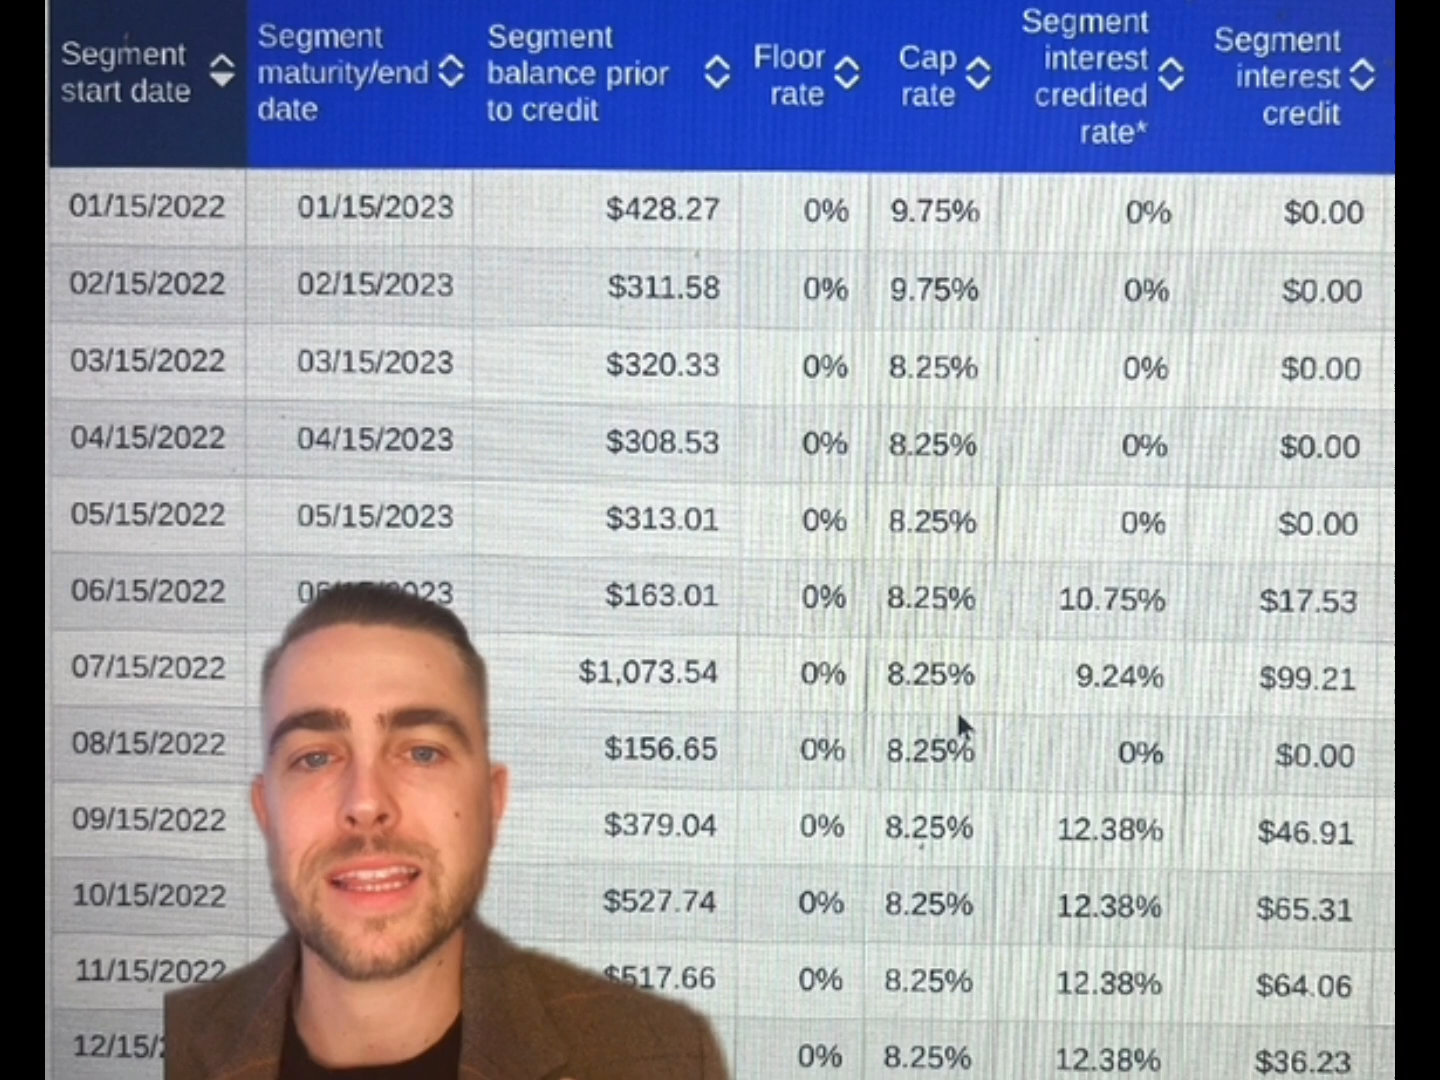 Segment start date
Segment maturity/end date
Segment balance prior to credit
Floor rate
Cap rate
Segment interest credited rate*
Segment interest credit
01/15/2022 01/15/2023 $428.27 0% 9.75% 0% $0.00
02/15/2022 02/15/2023 $311.58 0% 9.75% 0% $0.00
03/15/2022 03/15/2023 $320.33 0% 8.25% 0% $0.00
04/15/2022 04/15/2023 $308.53 0% 8.25% 0% $0.00
05/15/2022 05/15/2023 $313.01 0% 8.25% 0% $0.00
06/15/2022 $163.01 0% 8.25% 10.75% $17.53
07/15/2022 $1,073.54 0% 8.25% 9.24% $99.21
08/15/2022 $156.65 0% 8.25% 0% $0.00
09/15/2022 $379.04 0% 8.25% 12.38% $46.91
10/15/2022 $527.74 0% 8.25% 12.38% $65.31
11/15/2022 $517.66 0% 8.25% 12.38% $64.06
0% 8.25% 12.38% $36.23